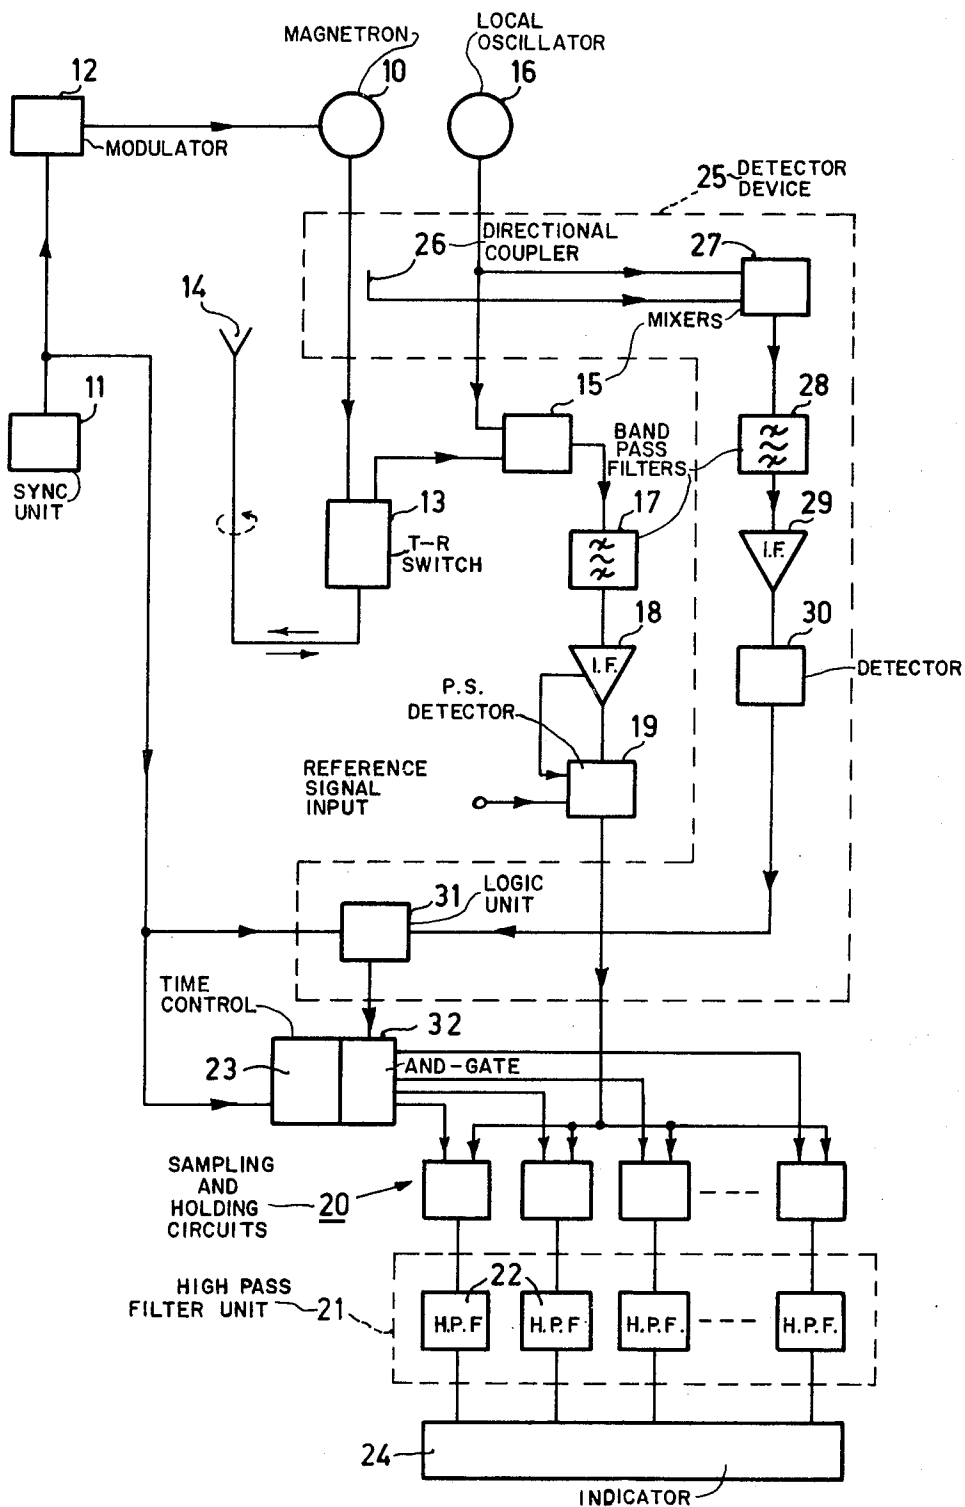 MAGNETRON
10
LOCAL
OSCILLATOR
16
12
MODULATOR
25
DETECTOR
DEVICE
26
DIRECTIONAL
COUPLER
27
14
MIXERS
11
SYNC
UNIT
15
28
BAND
PASS
FILTERS
13
T-R
SWITCH
17
29
I.F.
18
I.F.
30
DETECTOR
P.S.
DETECTOR
19
REFERENCE
SIGNAL
INPUT
31
LOGIC
UNIT
TIME
CONTROL
32
23
AND-GATE
SAMPLING
AND
HOLDING
CIRCUITS
20
HIGH PASS
FILTER UNIT
21
22
H.P.F
H.P.F
H.P.F.
H.P.F.
24
INDICATOR